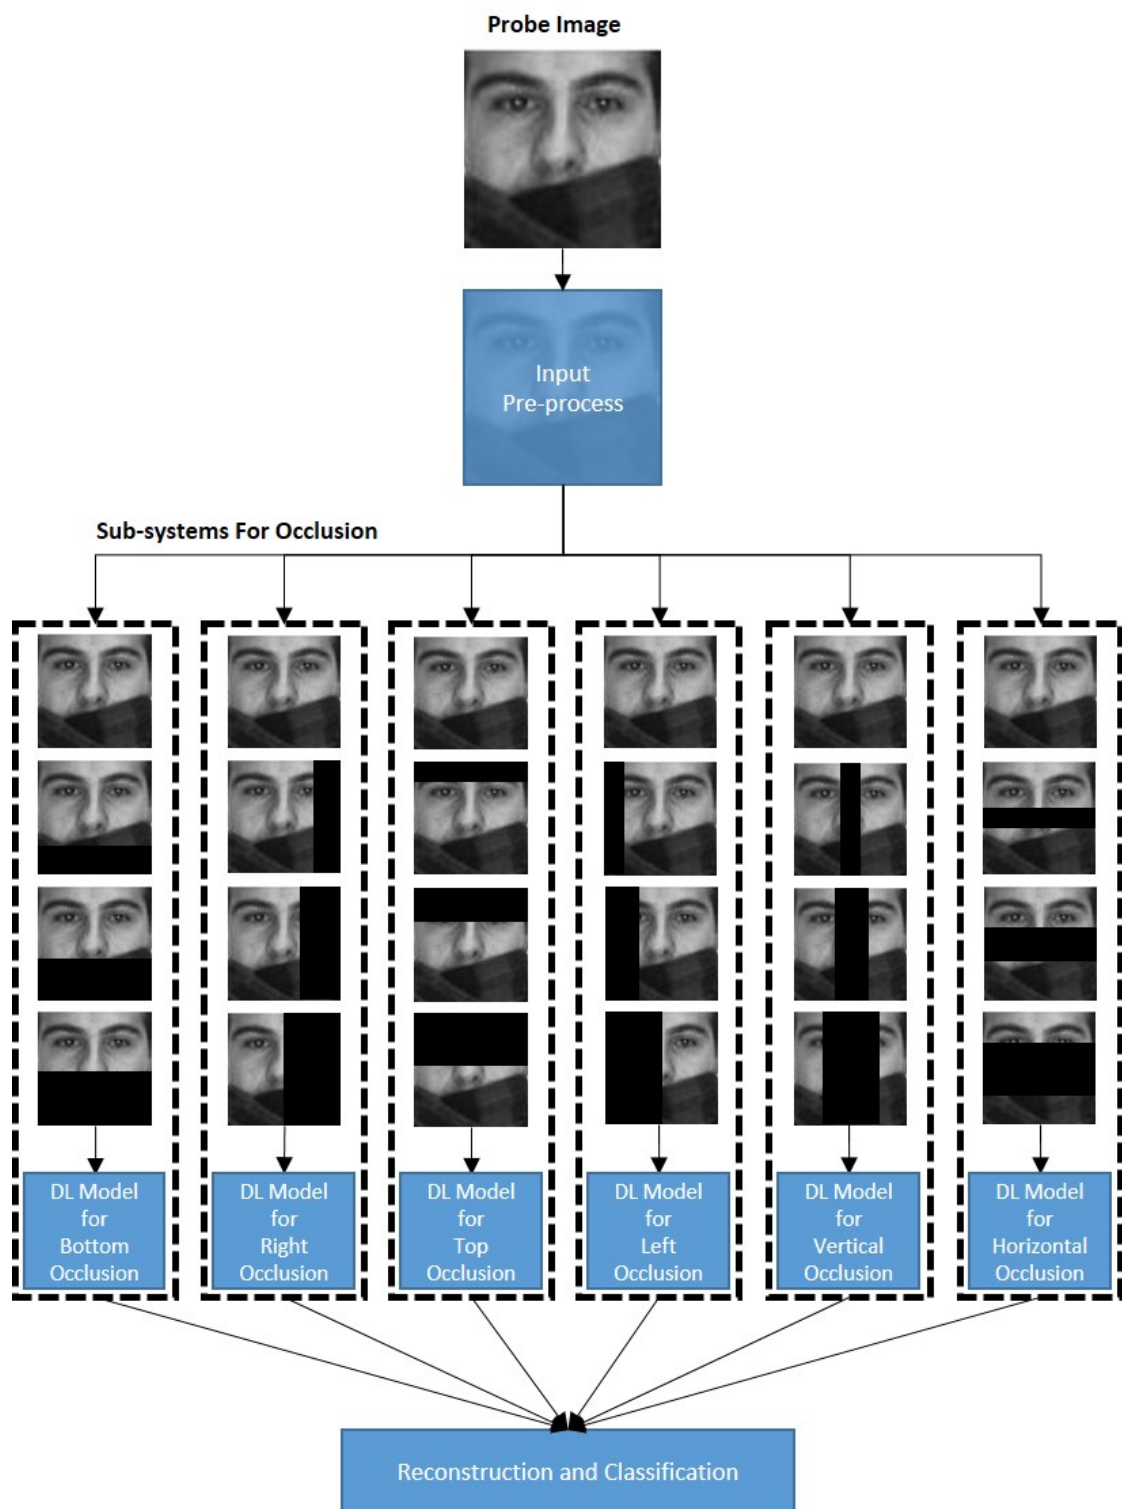 Probe Image
Input
Pre-process
Sub-systems For Occlusion
DL Model
for
Bottom
Occlusion
DL Model
for
Right
Occlusion
DL Model
for
Top
Occlusion
DL Model
for
Left
Occlusion
DL Model
for
Vertical
Occlusion
DL Model
for
Horizontal
Occlusion
Reconstruction and Classification